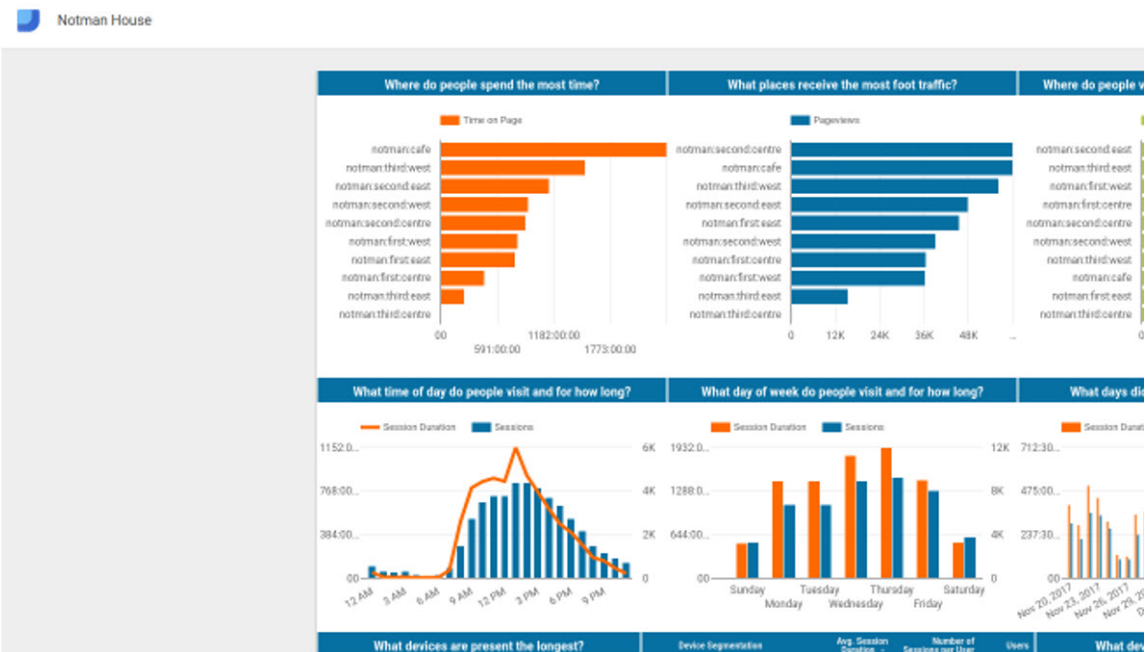 Notman House
Where do people spend the most time?
Time on Page
notman:cafe
notman:third:west
notman:second:east
notman:second:west
notman:second:centre
notman:first:west
notman:first:east
notman:first:centre
notman:third:east
notman:third:centre
00
1182:00:00
591:00:00
1773:00:00
What places receive the most foot traffic?
Pageviews
notman:second:centre
notman:cafe
notman:third:west
notman:second:east
notman:first:east
notman:second:west
notman:first:centre
notman:first:west
notman:third:east
notman:third:centre
0 12K 24K 36K 48K ...
Where do people v
notman:second:east
notman:third:east
notman:first:west
notman:first:centre
notman:second:centre
notman:second:west
notman:third:west
notman:cafe
notman:first:east
notman:third:centre
What time of day do people visit and for how long?
Session Duration Sessions
1152:0...
768:00...
384:00...
00
6K
4K
2K
0
12 AM 3 AM 6 AM 9 AM 12 PM 3 PM 6 PM 9 PM
What day of week do people visit and for how long?
Session Duration Sessions
1932:0...
1288:0...
644:00...
00
12K
8K
4K
0
Sunday Tuesday Thursday Saturday
Monday Wednesday Friday
What days did
Session Durat
712:30...
475:00...
237:30...
00
Nov 20, 2017
Nov 23, 2017
Nov 26, 2017
Nov 29, 2
What devices are present the longest?
Device Segmentation
Avg. Session
Duration
Number of
Sessions per User
Users
What dev